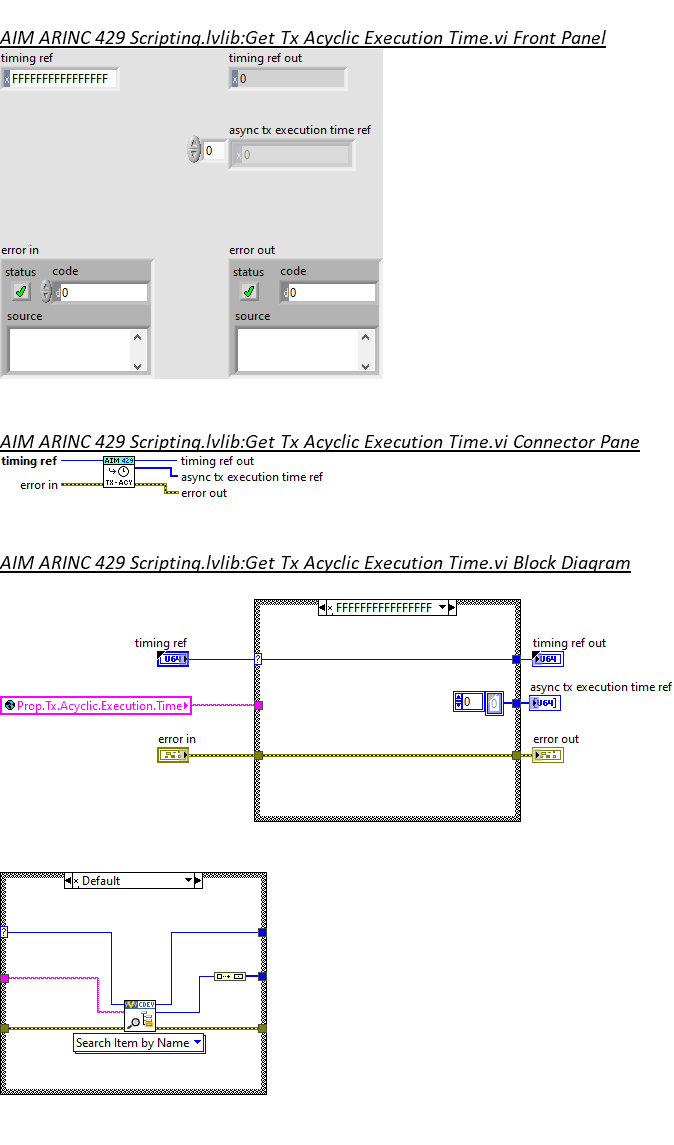 AIM ARINC 429 Scripting.lvlib:Get Tx Acyclic Execution Time.vi Front Panel
timing ref timing ref out
x FFFFFFFFFFFFFFFF x 0
async tx execution time ref
0 x 0
error in error out
status code status code
d 0 d 0
source source
AIM ARINC 429 Scripting.lvlib:Get Tx Acyclic Execution Time.vi Connector Pane
timing ref AIM 429 timing ref out
async tx execution time ref
error in TX-ACY error out
AIM ARINC 429 Scripting.lvlib:Get Tx Acyclic Execution Time.vi Block Diagram
x FFFFFFFFFFFFFFFF
timing ref timing ref out
U64 ? U64
async tx execution time ref
Prop.Tx.Acyclic.Execution.Time 0 0 U64
error in error out
x Default
?
CDEV
Search Item by Name